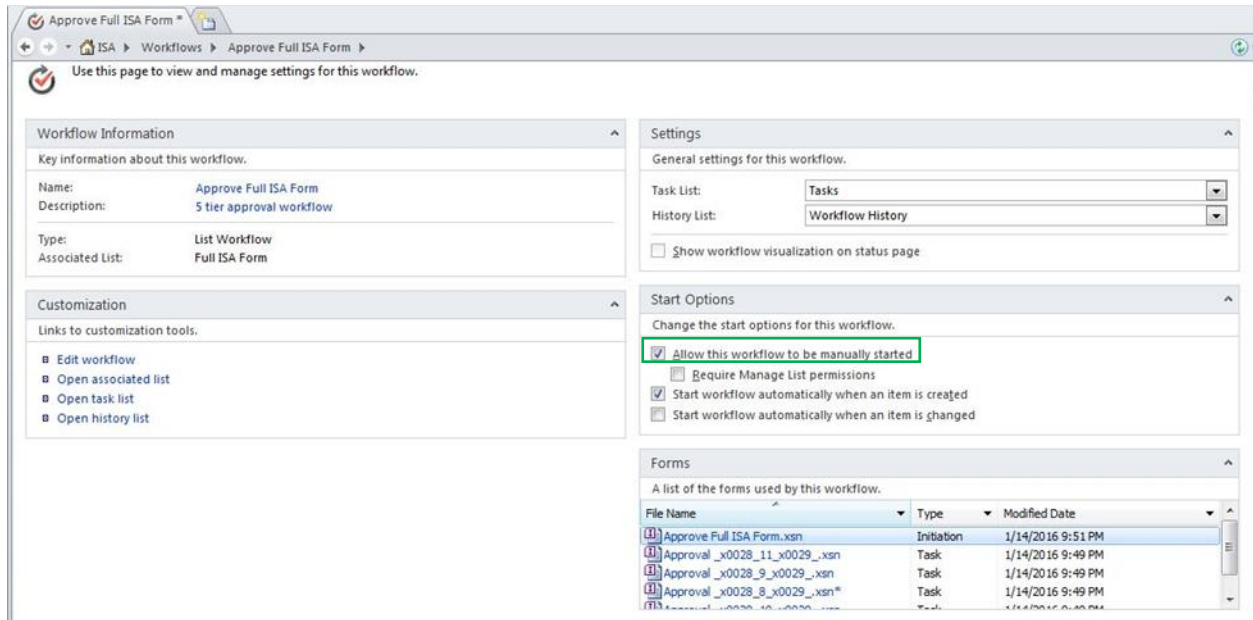 Approve Full ISA Form *
ISA Workflows Approve Full ISA Form
Use this page to view and manage settings for this workflow.
Workflow Information
Key information about this workflow.
Name: Approve Full ISA Form
Description: 5 tier approval workflow
Type: List Workflow
Associated List: Full ISA Form
Customization
Links to customization tools.
Edit workflow
Open associated list
Open task list
Open history list
Settings
General settings for this workflow.
Task List: Tasks
History List: Workflow History
Show workflow visualization on status page
Start Options
Change the start options for this workflow.
Allow this workflow to be manually started
Require Manage List permissions
Start workflow automatically when an item is created
Start workflow automatically when an item is changed
Forms
A list of the forms used by this workflow.
File Name Type Modified Date
Approve Full ISA Form.xsn Initiation 1/14/2016 9:51 PM
Approval _x0028_11_x0029_.xsn Task 1/14/2016 9:49 PM
Approval _x0028_9_x0029_.xsn Task 1/14/2016 9:49 PM
Approval _x0028_8_x0029_.xsn* Task 1/14/2016 9:49 PM